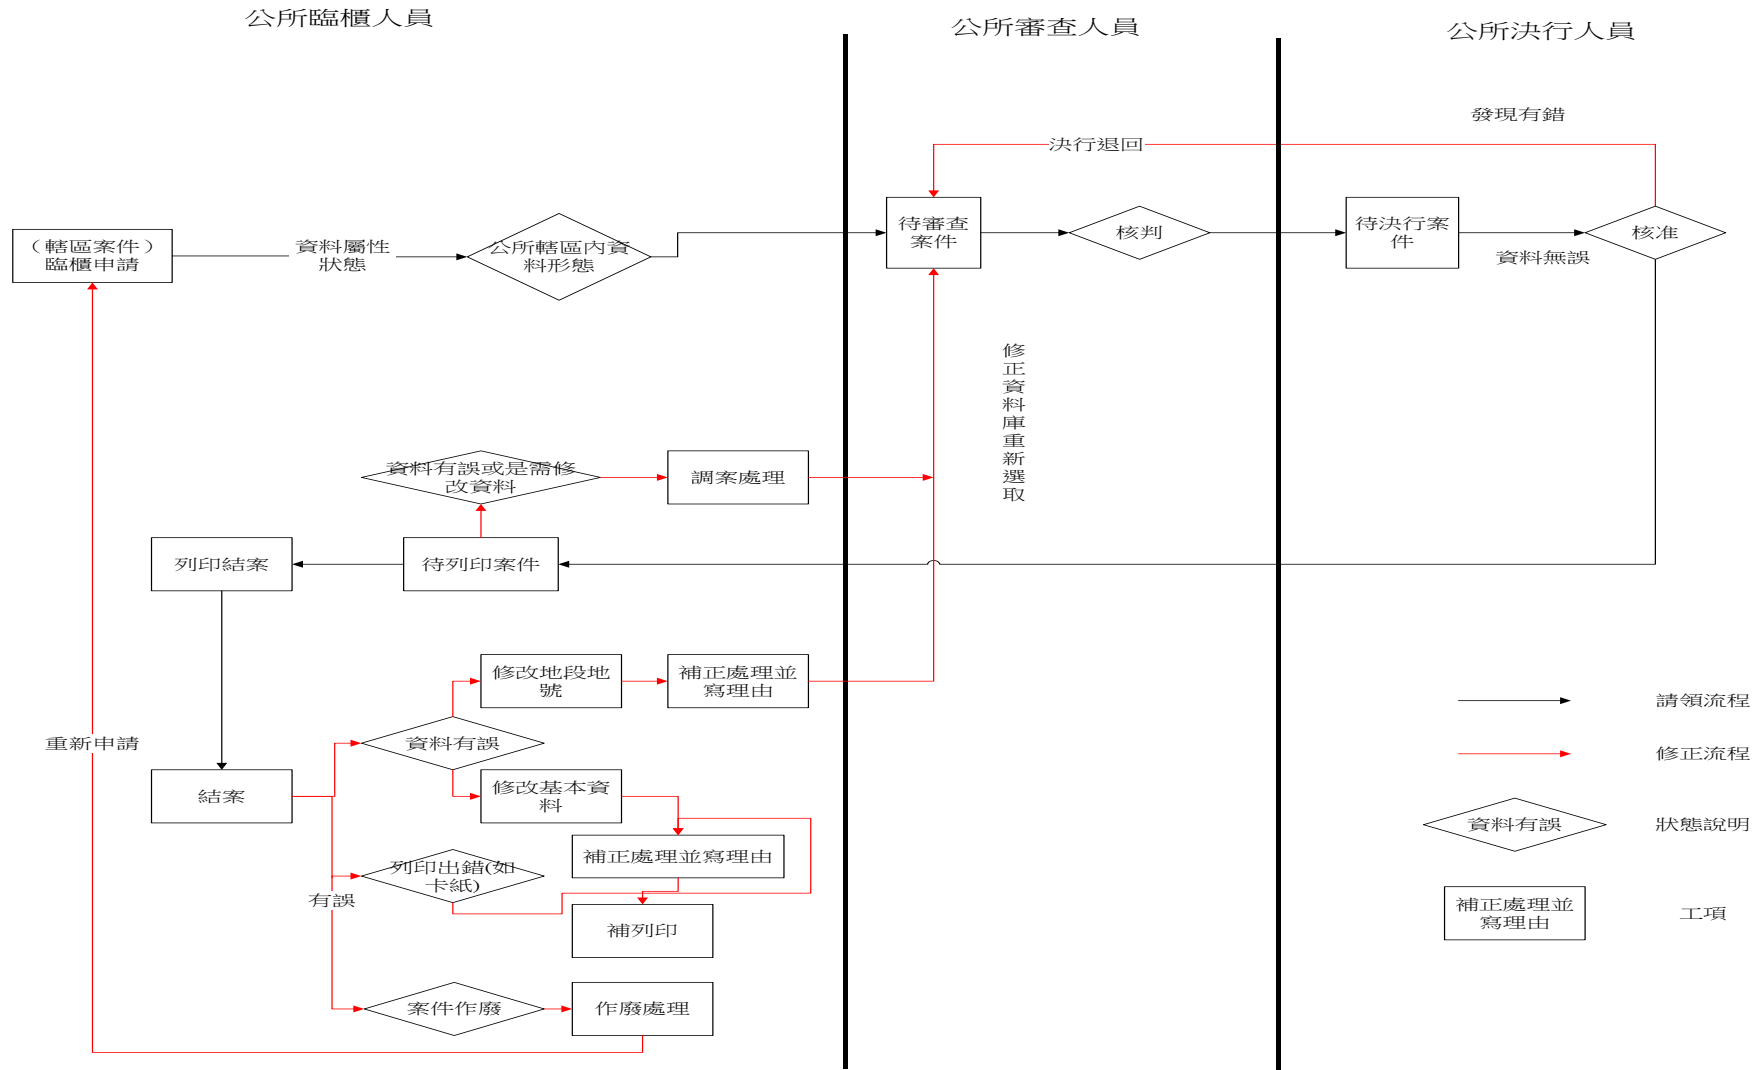 公所臨櫃人員
公所審查人員
公所決行人員
發現有錯
決行退回
（轄區案件）
臨櫃申請
資料屬性
狀態
公所轄區內資
料形態
待審查
案件
核判
待決行案
件
資料無誤
核准
修正資料庫重新選取
資料有誤或是需修
改資料
調案處理
列印結案
待列印案件
修改地段地
號
補正處理並
寫理由
資料有誤
重新申請
結案
修改基本資
料
補正處理並寫理由
列印出錯(如
卡紙)
有誤
補列印
案件作廢
作廢處理
請領流程
修正流程
資料有誤
狀態說明
補正處理並
寫理由
工項